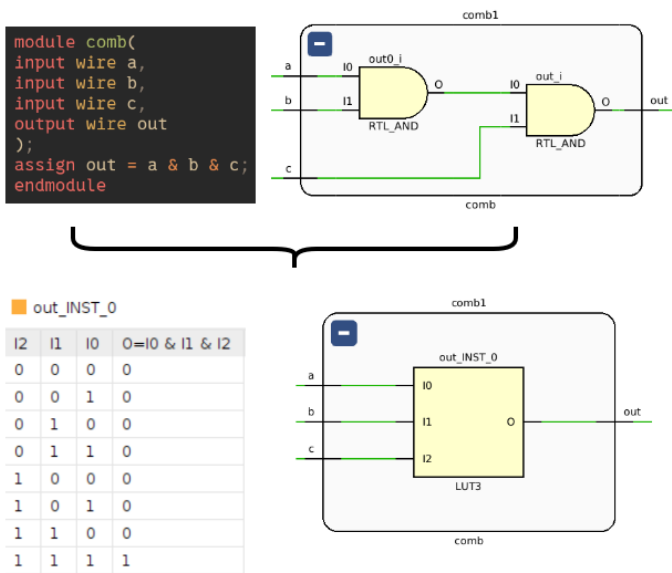 module comb(
input wire a,
input wire b,
input wire c,
output wire out
);
assign out = a & b & c;
endmodule
comb1
a
b
c
I0
I1
out0_i
O
RTL_AND
I0
I1
out_i
O
RTL_AND
out
comb
out_INST_0
I2 I1 I0 O=I0 & I1 & I2
0 0 0 0
0 0 1 0
0 1 0 0
0 1 1 0
1 0 0 0
1 0 1 0
1 1 0 0
1 1 1 1
comb1
out_INST_0
a
b
c
I0
I1
I2
O
out
LUT3
comb